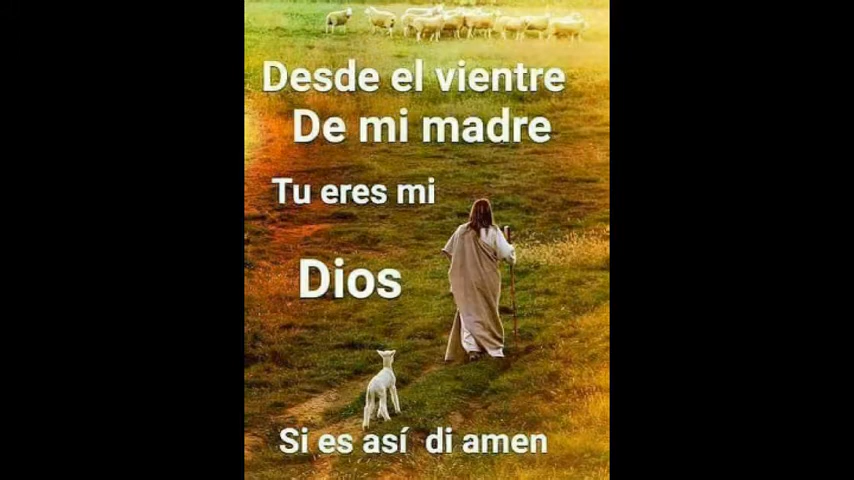 Desde el vientre
De mi madre
Tu eres mi
Dios
Si es así di amen